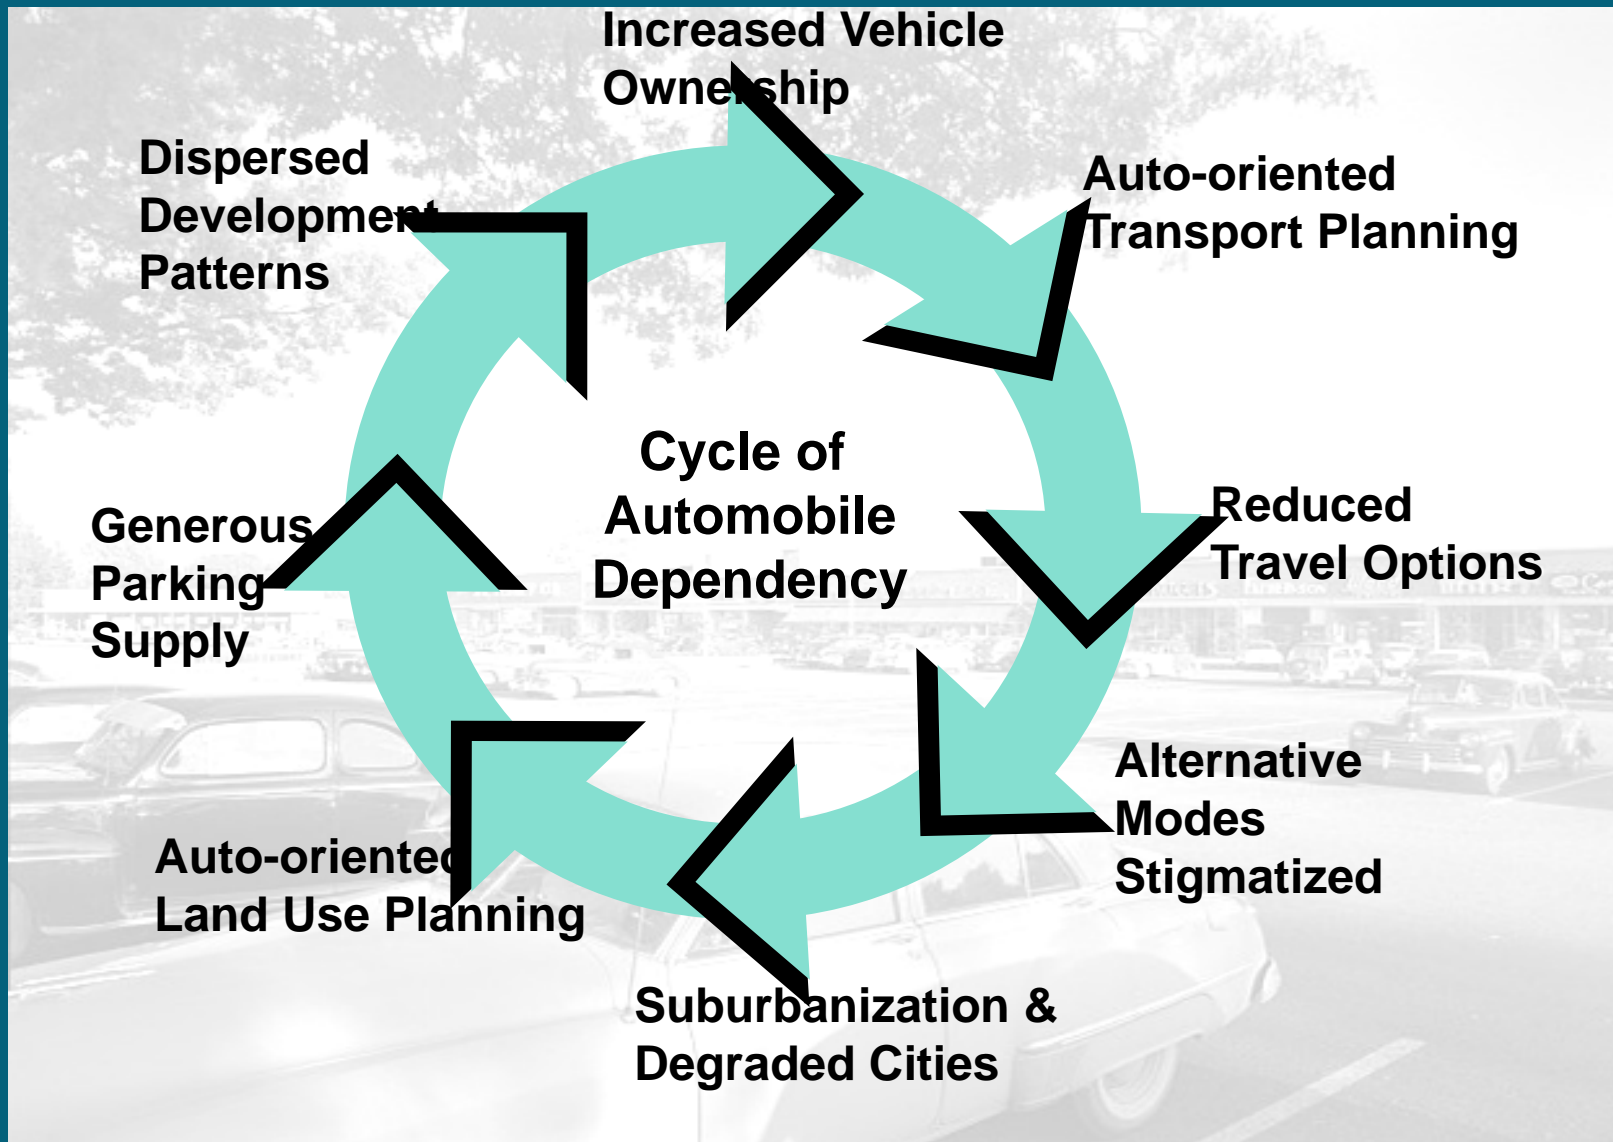 Increased Vehicle
Ownership
Auto-oriented
Transport Planning
Reduced
Travel Options
Alternative
Modes
Stigmatized
Suburbanization &
Degraded Cities
Auto-oriented
Land Use Planning
Generous
Parking
Supply
Dispersed
Development
Patterns
Cycle of
Automobile
Dependency